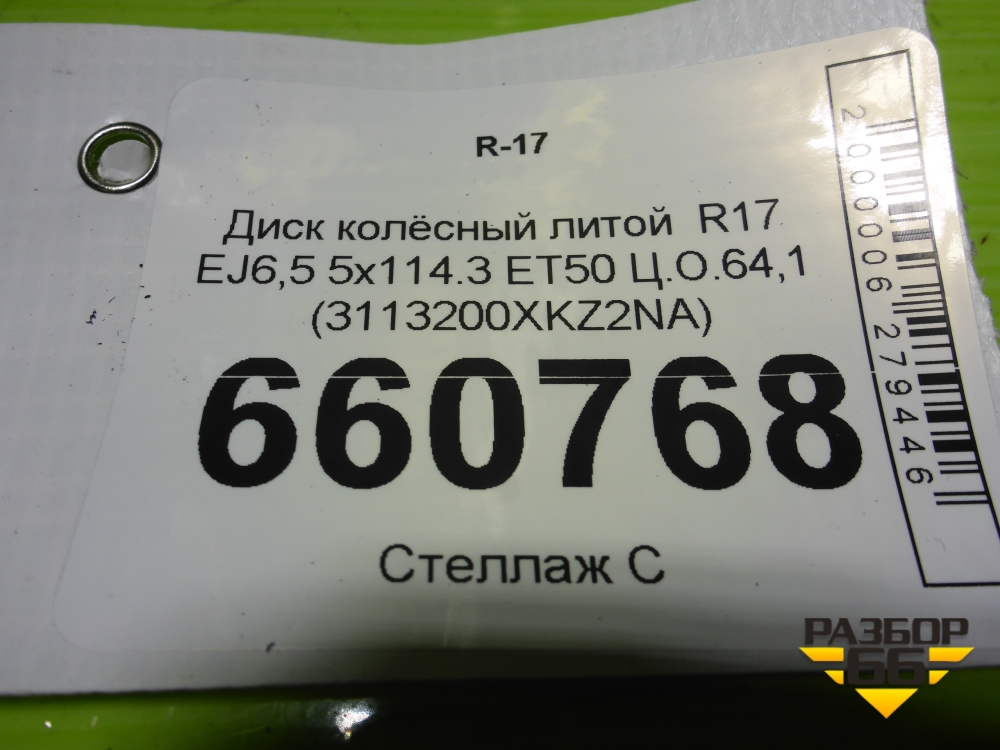 R-17
Диск колёсный литой R17
EJ6,5 5x114.3 ET50 Ц.О.64,1
(3113200XKZ2NA)
660768
Стеллаж С
2000006279446
РАЗБОР
66